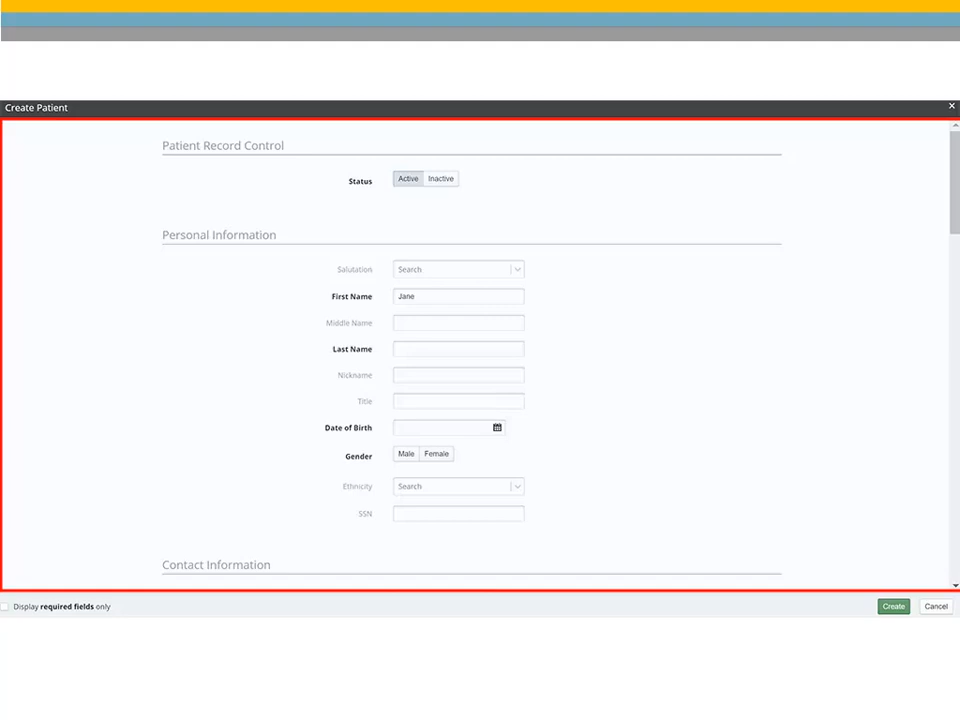 Create Patient
Patient Record Control
Status Active Inactive
Personal Information
Salutation Search
First Name Jane
Middle Name
Last Name
Nickname
Title
Date of Birth
Gender Male Female
Ethnicity Search
SSN
Contact Information
Display required fields only Create Cancel